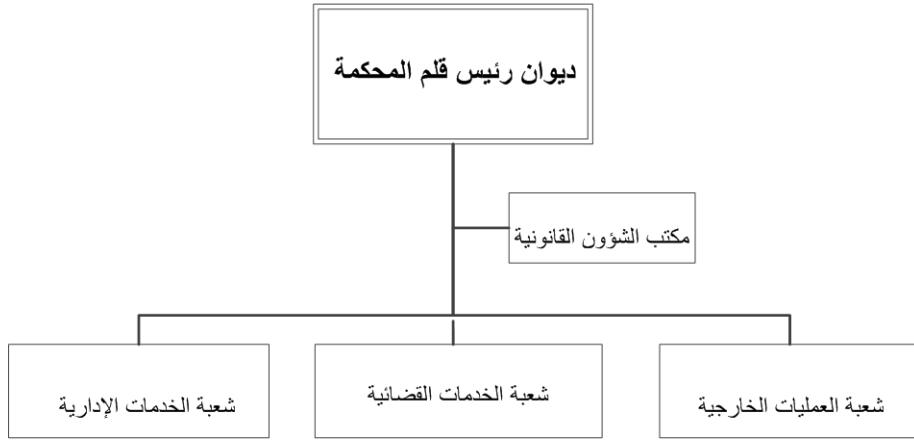 ديوان رئيس قلم المحكمة
مكتب الشؤون القانونية
شعبة العمليات الخارجية
شعبة الخدمات القضائية
شعبة الخدمات الإدارية